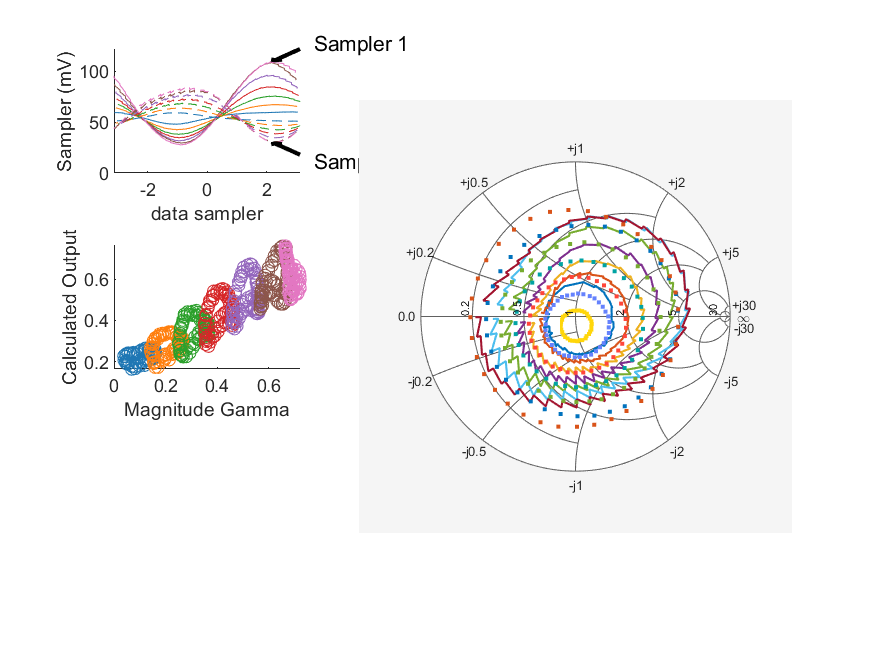 Sampler 1
Sampler (mV)
100
50
0
-2
0
2
data sampler
Samp
Calculated Output
0.6
0.4
0.2
0
0.2
0.4
0.6
Magnitude Gamma
+j1
+j0.5
+j2
+j0.2
+j5
0.0
0.2
0.5
1
2
5
30
+j30
∞
-j30
-j0.2
-j5
-j0.5
-j2
-j1